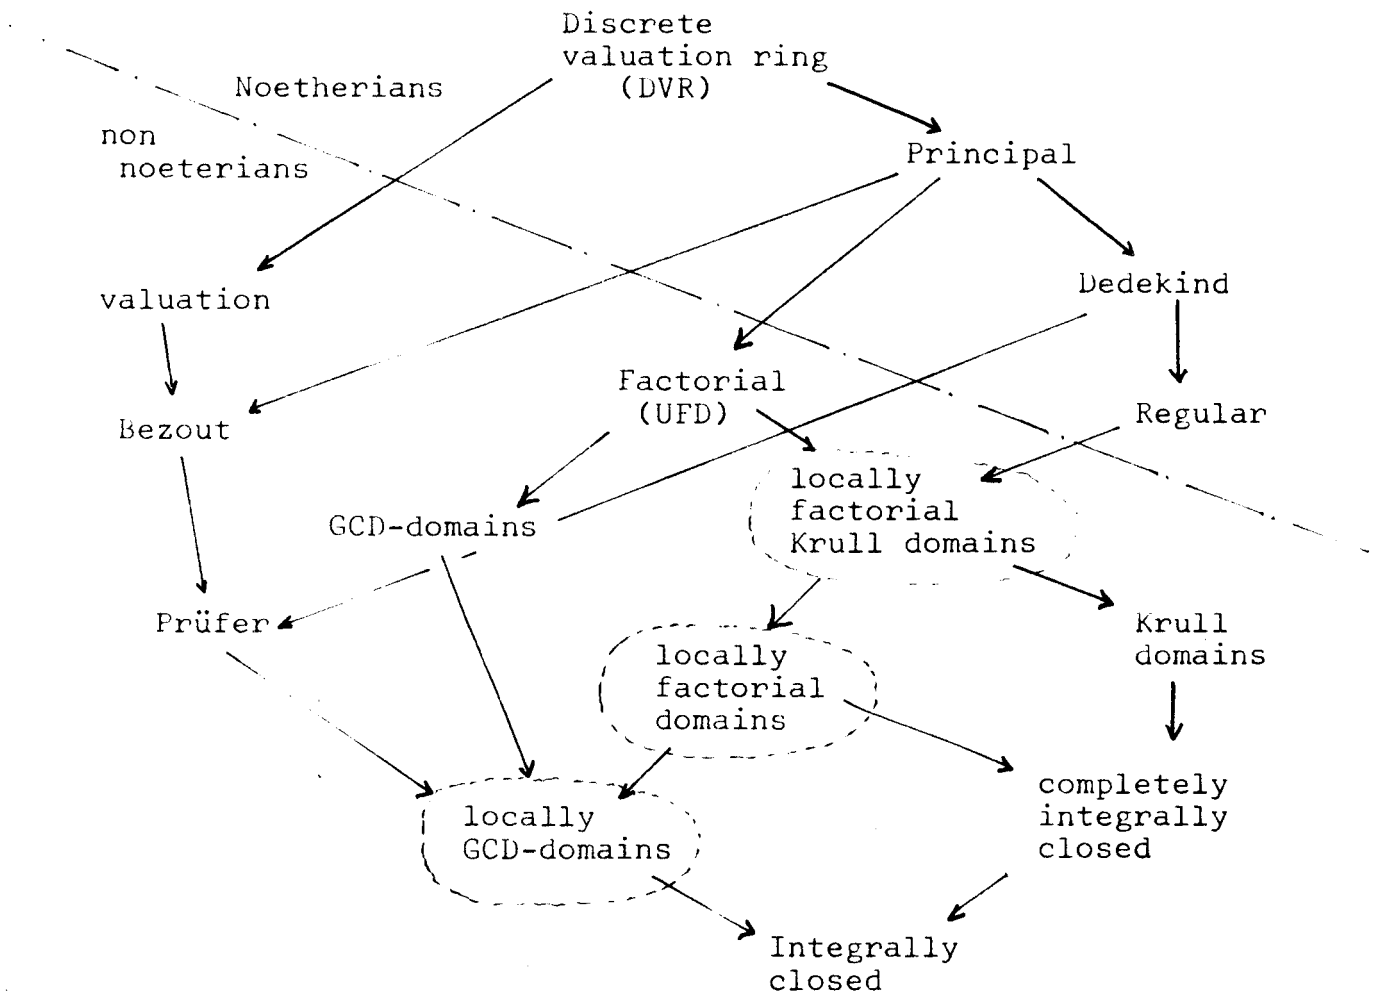 Discrete
valuation ring
(DVR)
Noetherians
non
noeterians
Principal
valuation
Dedekind
Factorial
(UFD)
Bezout
Regular
locally
factorial
Krull domains
GCD-domains
Prüfer
Krull
domains
locally
factorial
domains
completely
integrally
closed
locally
GCD-domains
Integrally
closed